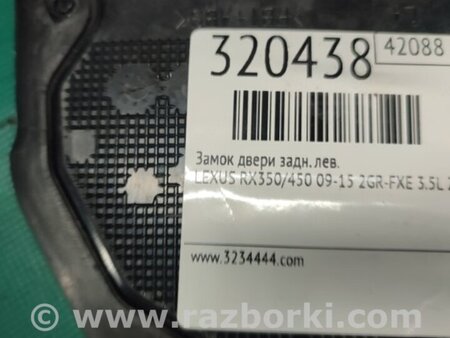 320438
42088
Замок двери задн. лев.
LEXUS RX350/450 09-15 2GR-FXE 3.5L
www.3234444.com
www.razborki.com